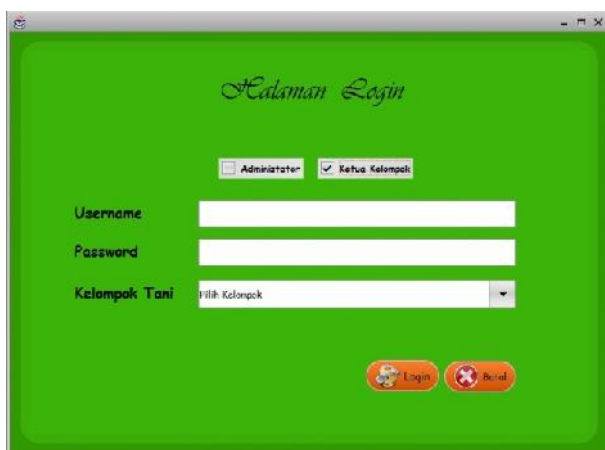 Halaman Login
Administator
Ketua Kelompok
Username
Password
Kelompok Tani
Pilih Kelompok
Login
Batal